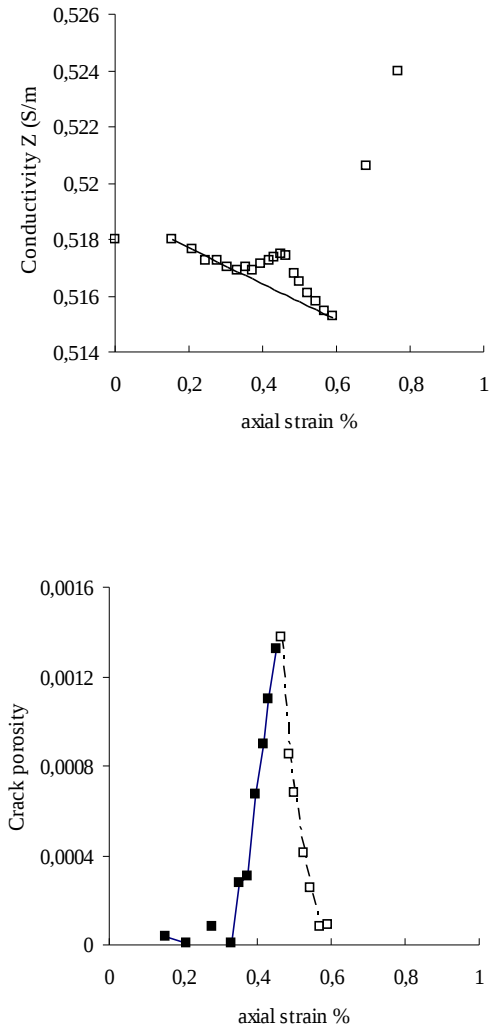 0,526
0,524
0,522
0,52
0,518
0,516
0,514
Conductivity Z (S/m
0 0,2 0,4 0,6 0,8 1
axial strain %
0,0016
0,0012
0,0008
0,0004
0
Crack porosity
0 0,2 0,4 0,6 0,8 1
axial strain %